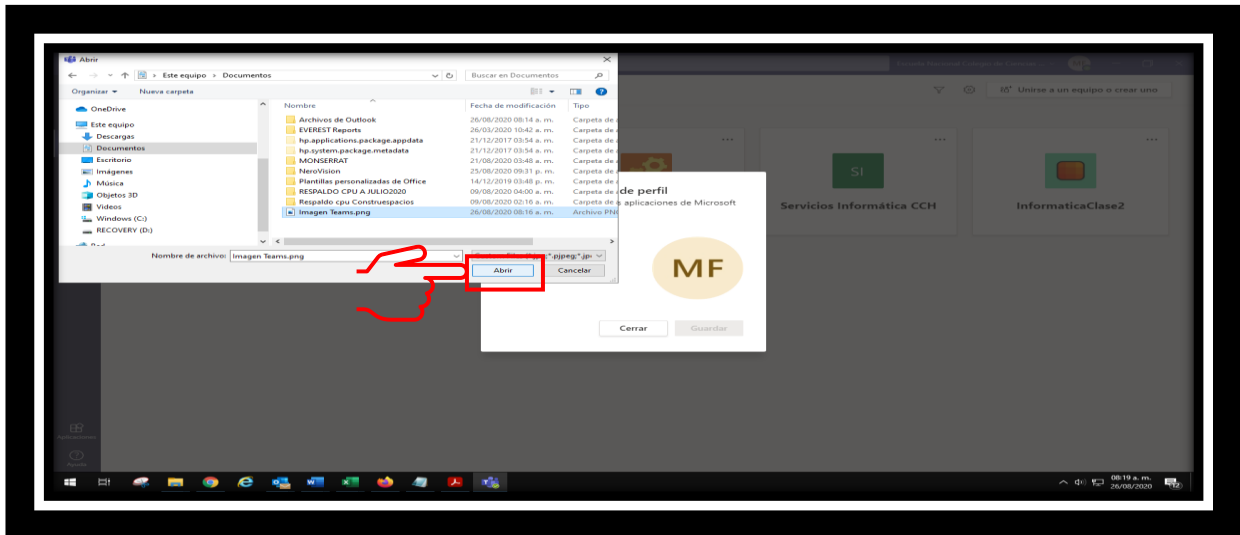 Abrir
Este equipo > Documentos
Buscar en Documentos
Organizar
Nueva carpeta
OneDrive
Este equipo
Descargas
Documentos
Escritorio
Imágenes
Música
Objetos 3D
Videos
Windows (C:)
RECOVERY (D:)
Nombre Fecha de modificación Tipo
Archivos de Outlook 26/08/2020 08:14 a. m. Carpeta de
EVEREST Reports 26/03/2020 10:42 a. m. Carpeta de
hp.applications.package.appdata 21/12/2017 03:54 a. m. Carpeta de
hp.system.package.metadata 21/12/2017 03:54 a. m. Carpeta de
MONSERRAT 21/08/2020 03:48 a. m. Carpeta de
NeroVision 25/08/2020 09:31 p. m. Carpeta de
Plantillas personalizadas de Office 14/12/2019 03:48 p. m. Carpeta de
RESPALDO CPU A JULIO2020 09/08/2020 04:00 a. m. Carpeta de
Respaldo cpu Construespacios 09/08/2020 02:16 a. m. Carpeta de
Imagen Teams.png 26/08/2020 08:16 a. m. Archivo PN
Nombre de archivo: Imagen Teams.png
Abrir
Cancelar
Unirse a un equipo o crear uno
SI
Servicios Informática CCH
InformaticaClase2
de perfil
aplicaciones de Microsoft
MF
Cerrar
Guardar
Aplicaciones
Ayuda
08:19 a. m.
26/08/2020